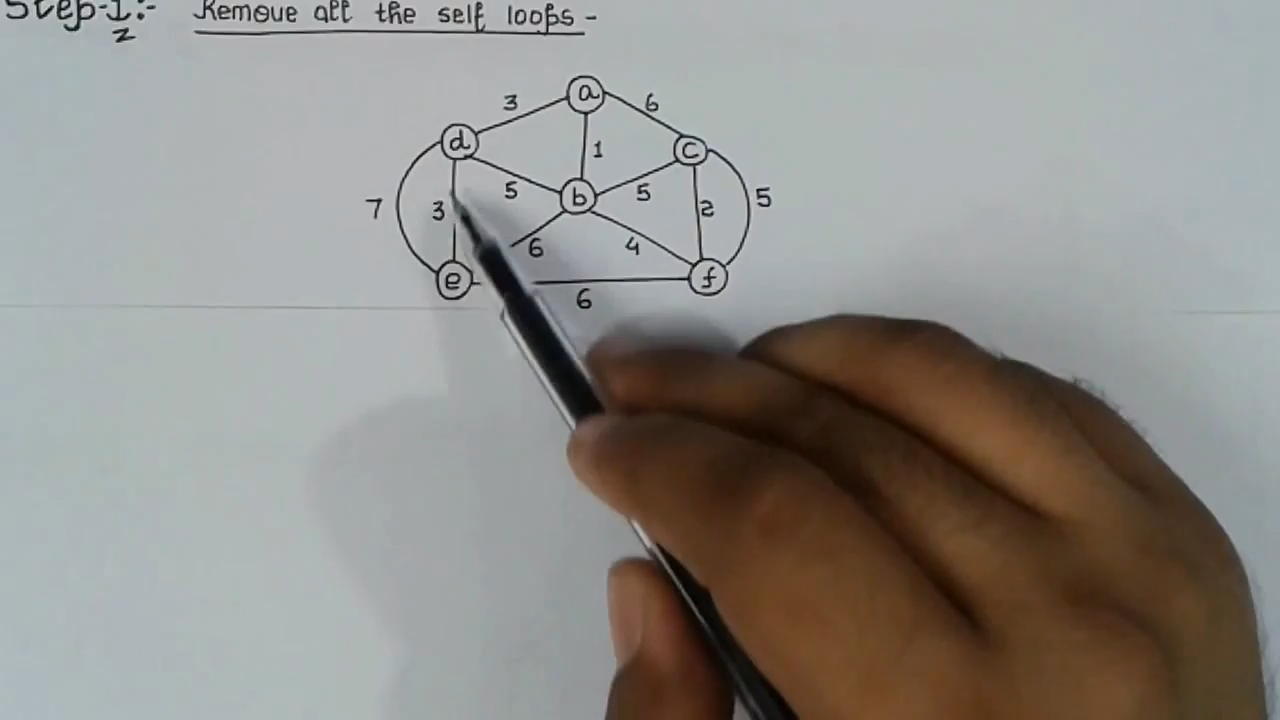 Step-1:- Remove all the self loops -
a
3 6
d c
1
5 5
7 3 b 2 5
6 4
e f
6